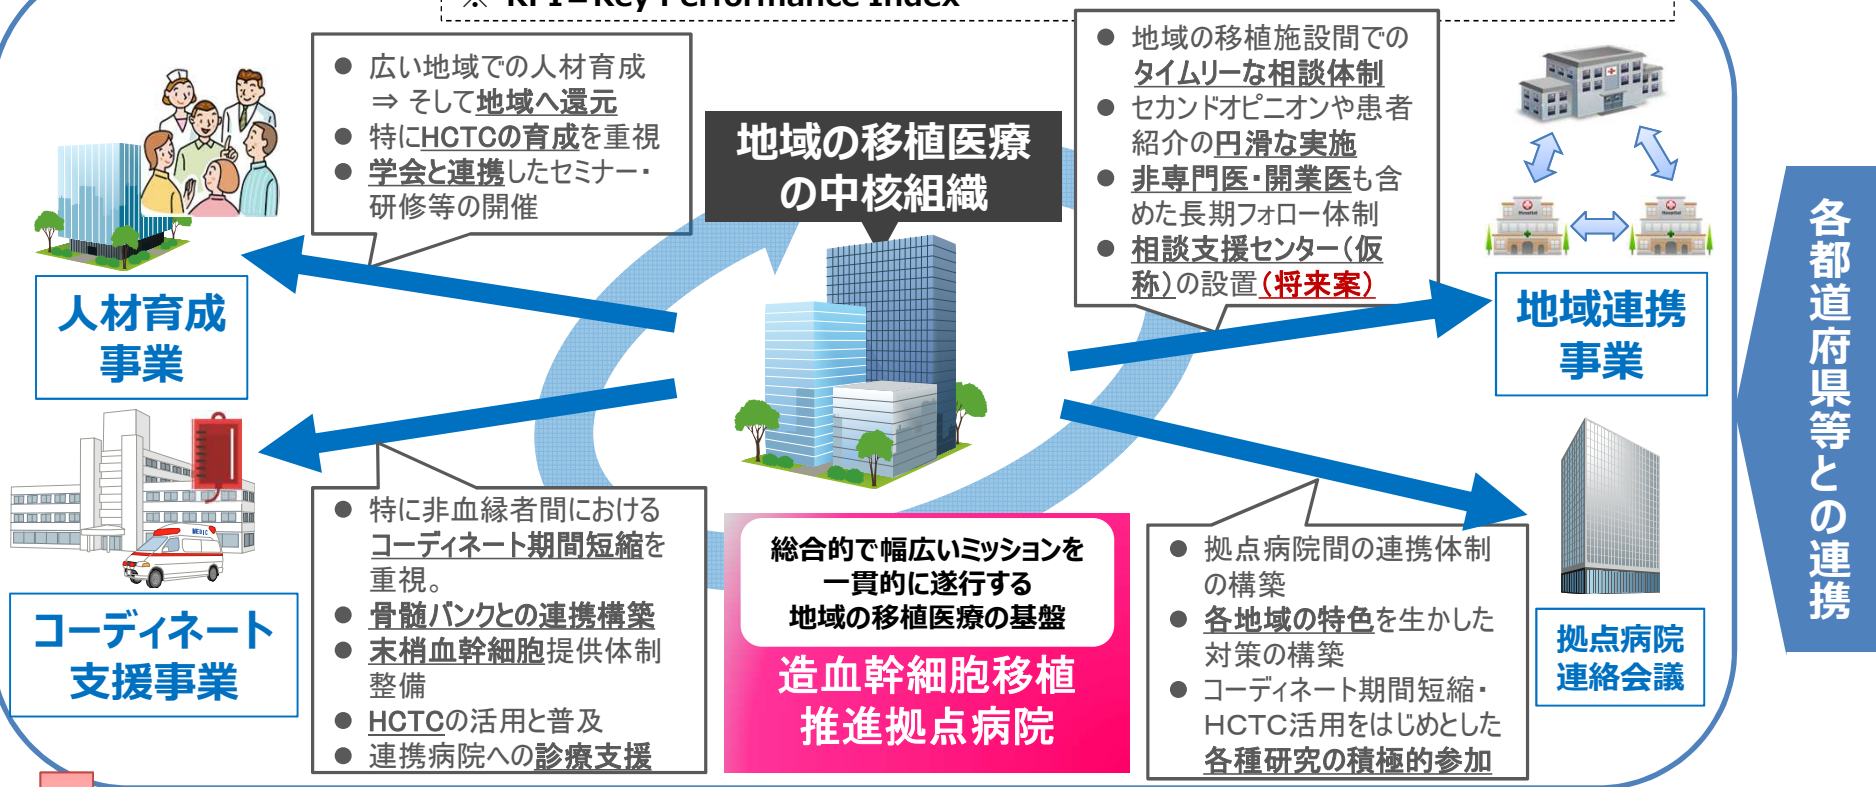 ※ KPI＝Key Performance Index
● 広い地域での人材育成
⇒ そして地域へ還元
● 特にHCTCの育成を重視
● 学会と連携したセミナー・
研修等の開催
人材育成
事業
地域の移植医療
の中核組織
● 地域の移植施設間での
タイムリーな相談体制
● セカンドオピニオンや患者
紹介の円滑な実施
● 非専門医・開業医も含
めた長期フォロー体制
● 相談支援センター（仮
称）の設置（将来案）
Hospital
Hospital
地域連携
事業
MEDIC
コーディネート
支援事業
● 特に非血縁者間における
コーディネート期間短縮を
重視。
● 骨髄バンクとの連携構築
● 末梢血幹細胞提供体制
整備
● HCTCの活用と普及
● 連携病院への診療支援
総合的で幅広いミッションを
一貫的に遂行する
地域の移植医療の基盤
造血幹細胞移植
推進拠点病院
● 拠点病院間の連携体制
の構築
● 各地域の特色を生かした
対策の構築
● コーディネート期間短縮・
HCTC活用をはじめとした
各種研究の積極的参加
拠点病院
連絡会議
各都道府県等との連携